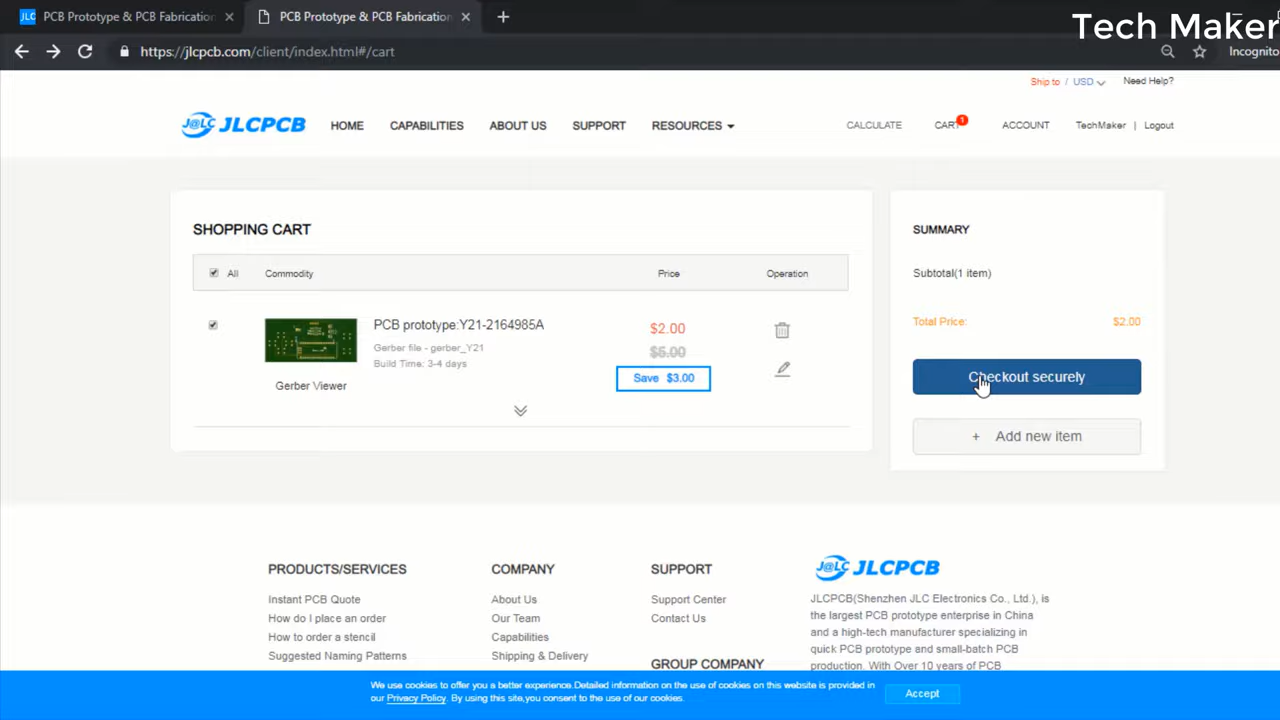 JLC PCB Prototype & PCB Fabrication
PCB Prototype & PCB Fabrication
Tech Maker
https://jlcpcb.com/client/index.html#/cart
Incognito
Ship to / USD
Need Help?
J@LC JLCPCB
HOME
CAPABILITIES
ABOUT US
SUPPORT
RESOURCES
CALCULATE
CART 1
ACCOUNT
TechMaker | Logout
SHOPPING CART
All
Commodity
Price
Operation
PCB prototype:Y21-2164985A
Gerber file - gerber_Y21
Build Time: 3-4 days
Gerber Viewer
$2.00
$5.00
Save $3.00
SUMMARY
Subtotal(1 item)
Total Price:
$2.00
Checkout securely
+ Add new item
PRODUCTS/SERVICES
Instant PCB Quote
How do I place an order
How to order a stencil
Suggested Naming Patterns
COMPANY
About Us
Our Team
Capabilities
Shipping & Delivery
SUPPORT
Support Center
Contact Us
GROUP COMPANY
J@LC JLCPCB
JLCPCB(Shenzhen JLC Electronics Co., Ltd.), is
the largest PCB prototype enterprise in China
and a high-tech manufacturer specializing in
quick PCB prototype and small-batch PCB
production. With Over 10 years of PCB
We use cookies to offer you a better experience.Detailed information on the use of cookies on this website is provided in
our Privacy Policy. By using this site,you consent to the use of our cookies.
Accept